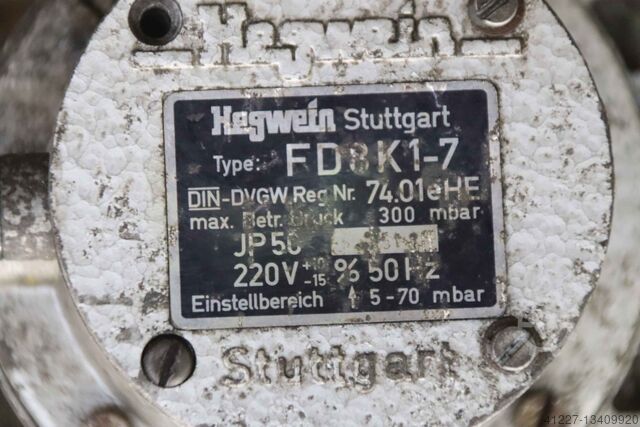 Hegwein
Hegwein Stuttgart
Type: FD8K1-7
DIN-DVGW Reg Nr. 74.01eHE
max. Betr. Druck 300 mbar
JP50
220V +10 -15 % 50Hz
Einstellbereich 5-70 mbar
Stuttgart
41227-13409920